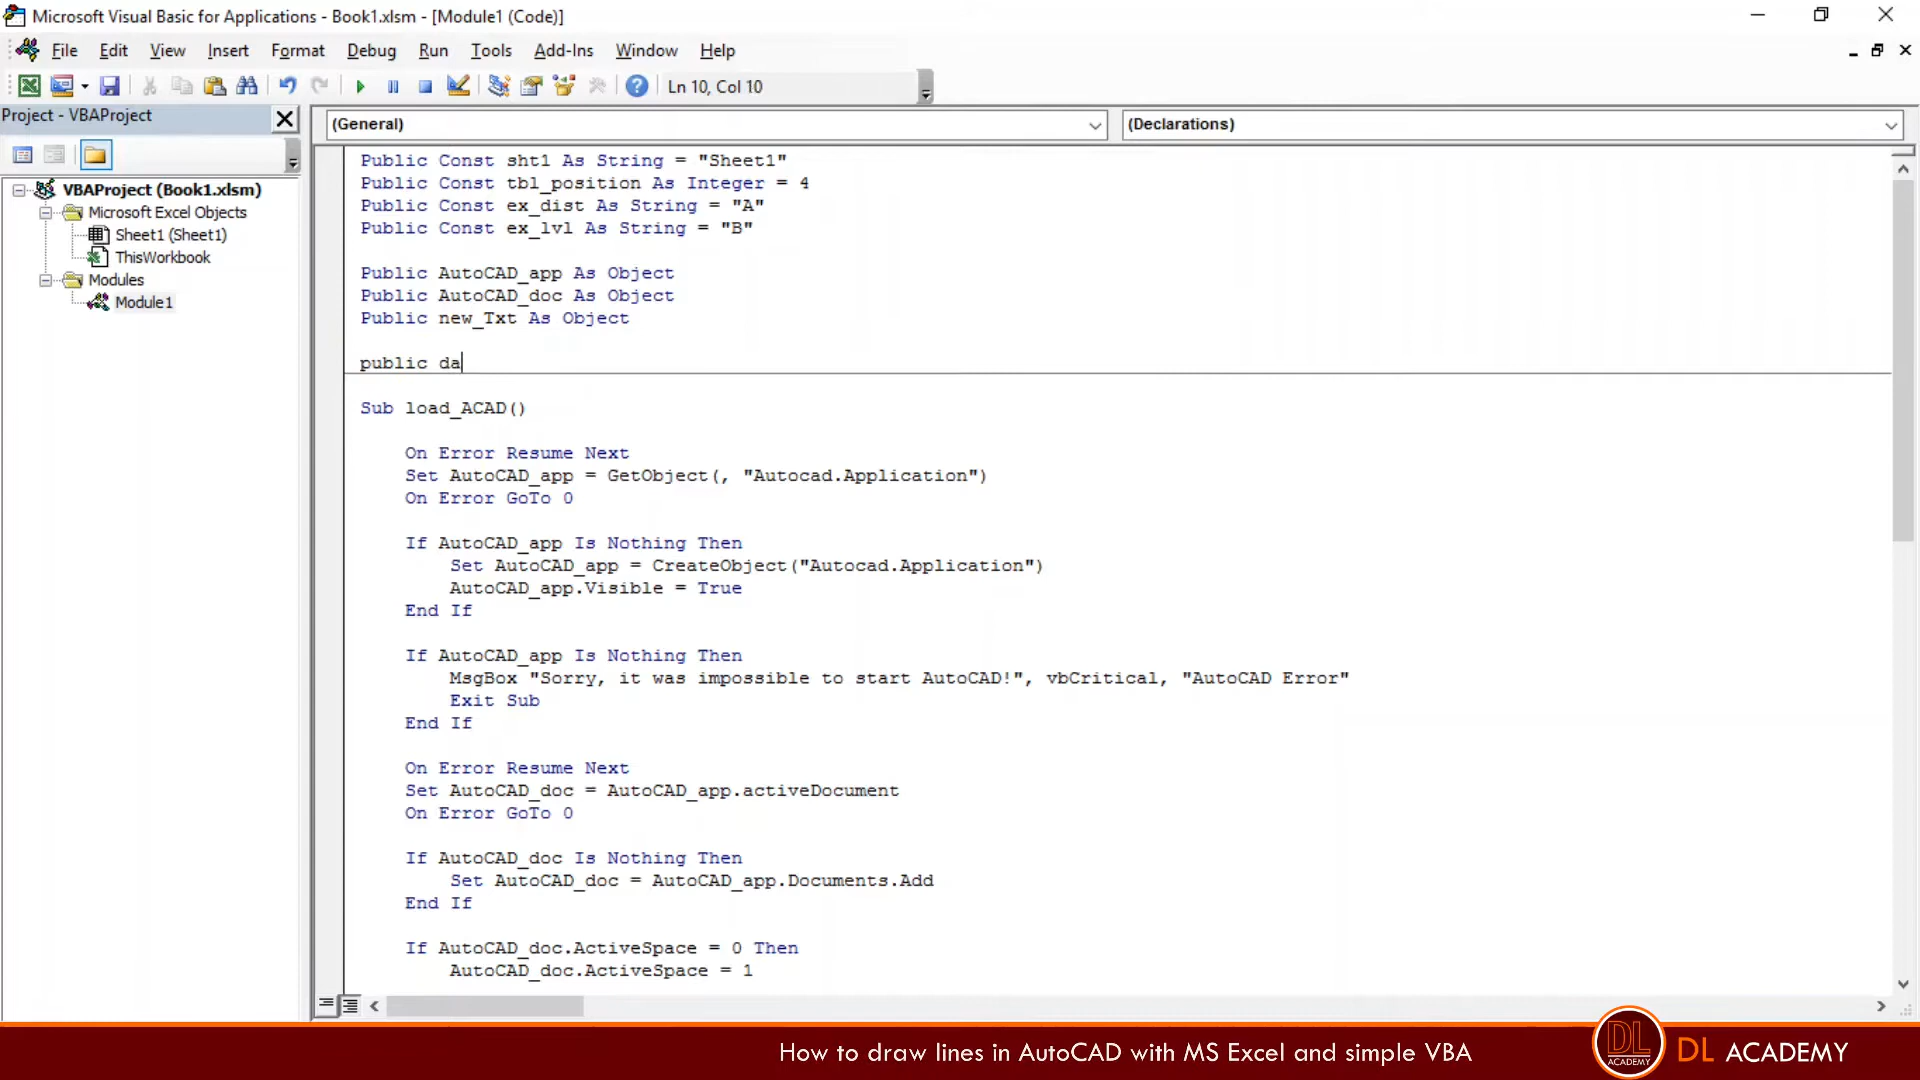 Microsoft Visual Basic for Applications - Book1.xlsm - [Module1 (Code)]
File Edit View Insert Format Debug Run Tools Add-Ins Window Help
Ln 10, Col 10
Project - VBAProject
(General) (Declarations)
VBAProject (Book1.xlsm)
Microsoft Excel Objects
Sheet1 (Sheet1)
ThisWorkbook
Modules
Module1
Public Const sht1 As String = "Sheet1"
Public Const tbl_position As Integer = 4
Public Const ex_dist As String = "A"
Public Const ex_lvl As String = "B"
Public AutoCAD_app As Object
Public AutoCAD_doc As Object
Public new_Txt As Object
public da
Sub load_ACAD()
On Error Resume Next
Set AutoCAD_app = GetObject(, "Autocad.Application")
On Error GoTo 0
If AutoCAD_app Is Nothing Then
Set AutoCAD_app = CreateObject("Autocad.Application")
AutoCAD_app.Visible = True
End If
If AutoCAD_app Is Nothing Then
MsgBox "Sorry, it was impossible to start AutoCAD!", vbCritical, "AutoCAD Error"
Exit Sub
End If
On Error Resume Next
Set AutoCAD_doc = AutoCAD_app.activeDocument
On Error GoTo 0
If AutoCAD_doc Is Nothing Then
Set AutoCAD_doc = AutoCAD_app.Documents.Add
End If
If AutoCAD_doc.ActiveSpace = 0 Then
AutoCAD_doc.ActiveSpace = 1
How to draw lines in AutoCAD with MS Excel and simple VBA
DL ACADEMY
DL ACADEMY